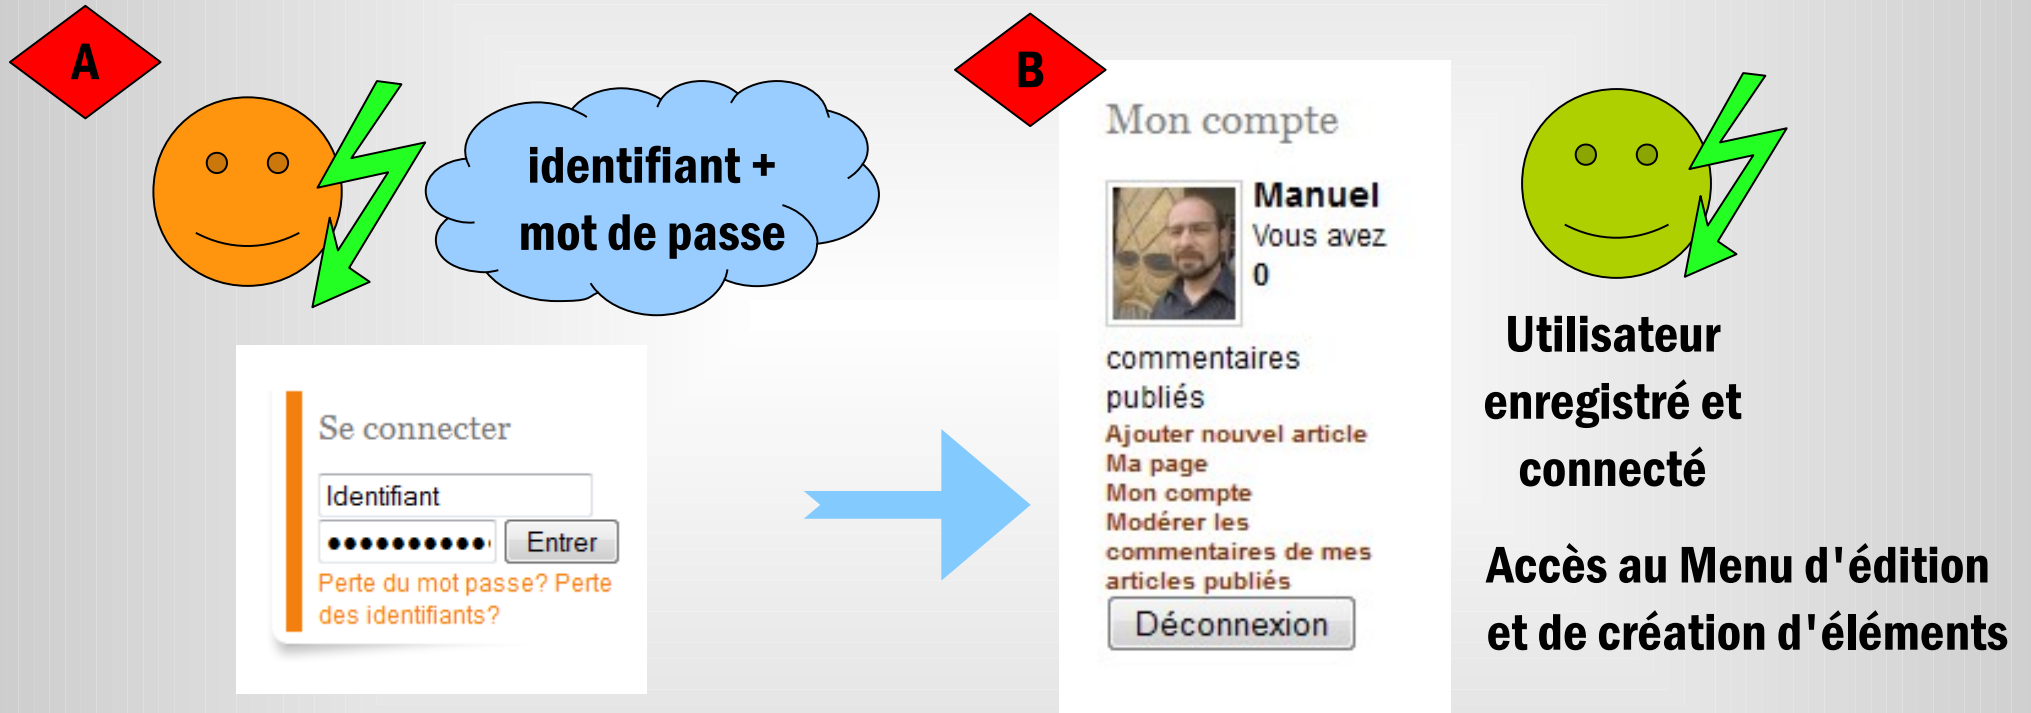 A
identifiant +
mot de passe
Se connecter
Identifiant
Entrer
Perte du mot passe? Perte
des identifiants?
B
Mon compte
Manuel
Vous avez
0
commentaires
publiés
Ajouter nouvel article
Ma page
Mon compte
Modérer les
commentaires de mes
articles publiés
Déconnexion
Utilisateur
enregistré et
connecté
Accès au Menu d'édition
et de création d'éléments